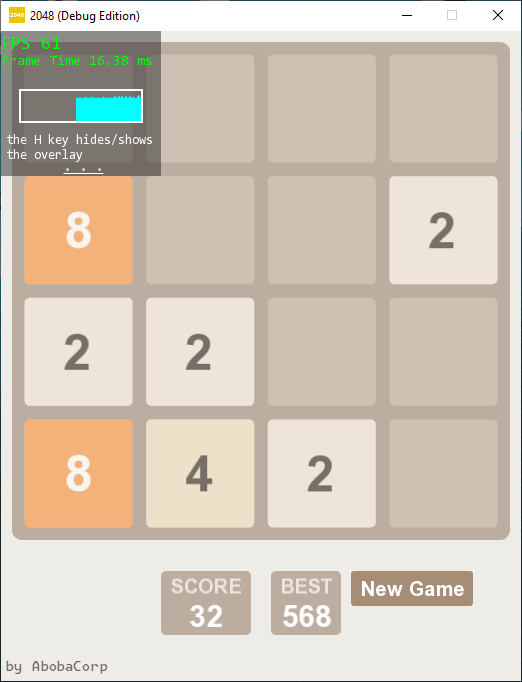 2048 2048 (Debug Edition)
FPS 61
Frame Time 16.38 ms
the H key hides/shows
the overlay
. . .
8 2
2 2
8 4 2
SCORE BEST New Game
32 568
by AbobaCorp